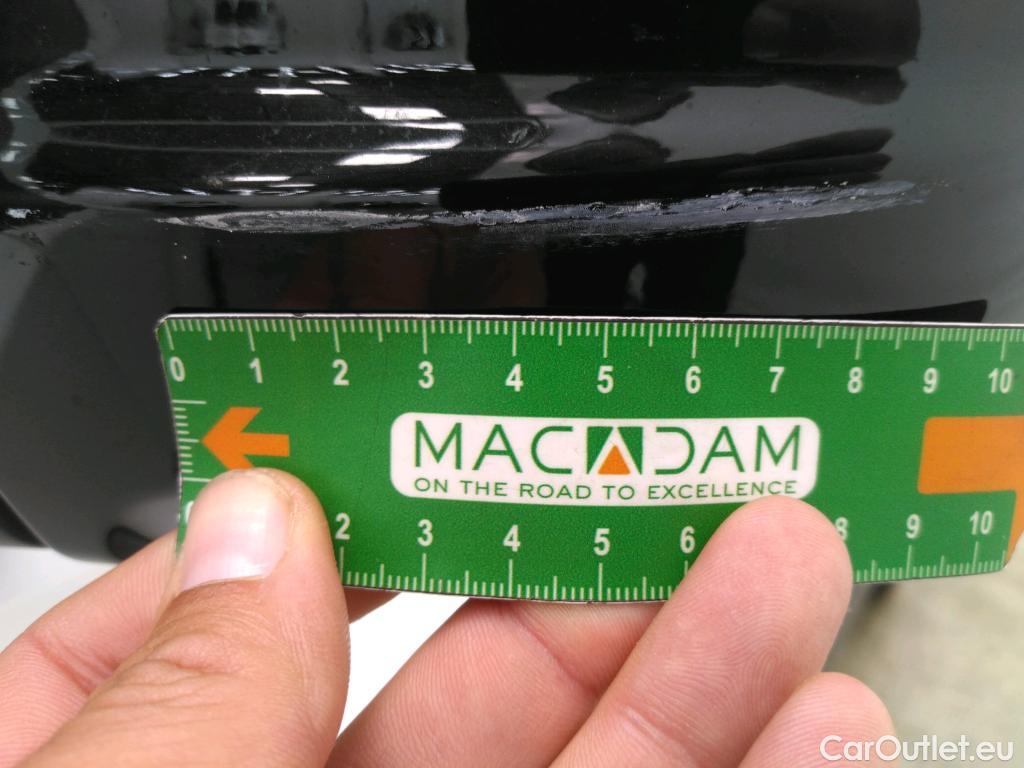 0 1 2 3 4 5 6 7 8 9 10
MACADAM
ON THE ROAD TO EXCELLENCE
2 3 4 5 6 8 9 10
CarOutlet.eu